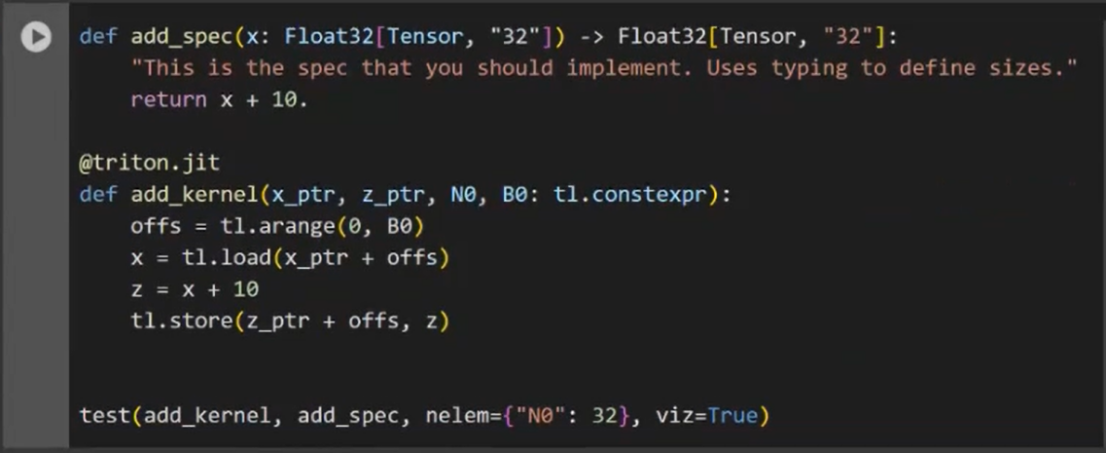 def add_spec(x: Float32[Tensor, "32"]) -> Float32[Tensor, "32"]:
    "This is the spec that you should implement. Uses typing to define sizes."
    return x + 10.

@triton.jit
def add_kernel(x_ptr, z_ptr, N0, B0: tl.constexpr):
    offs = tl.arange(0, B0)
    x = tl.load(x_ptr + offs)
    z = x + 10
    tl.store(z_ptr + offs, z)

test(add_kernel, add_spec, nelem={"N0": 32}, viz=True)